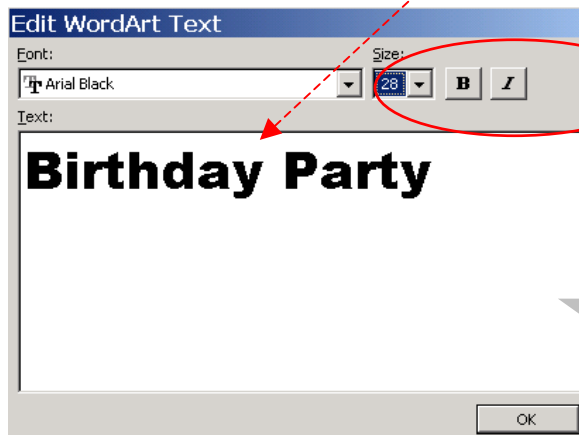 Edit WordArt Text
Font:
Size:
Arial Black
28
B
I
Text:
Birthday Party
OK